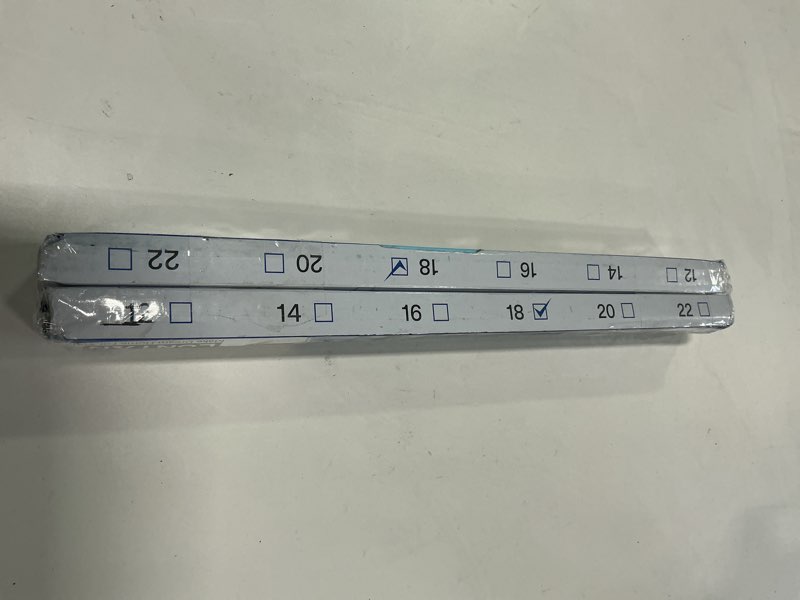 22 ☐ 20 ☐ 18 ☑ 16 ☐ 14 ☐ 12 ☐
12 ☐ 14 ☐ 16 ☐ 18 ☑ 20 ☐ 22 ☐